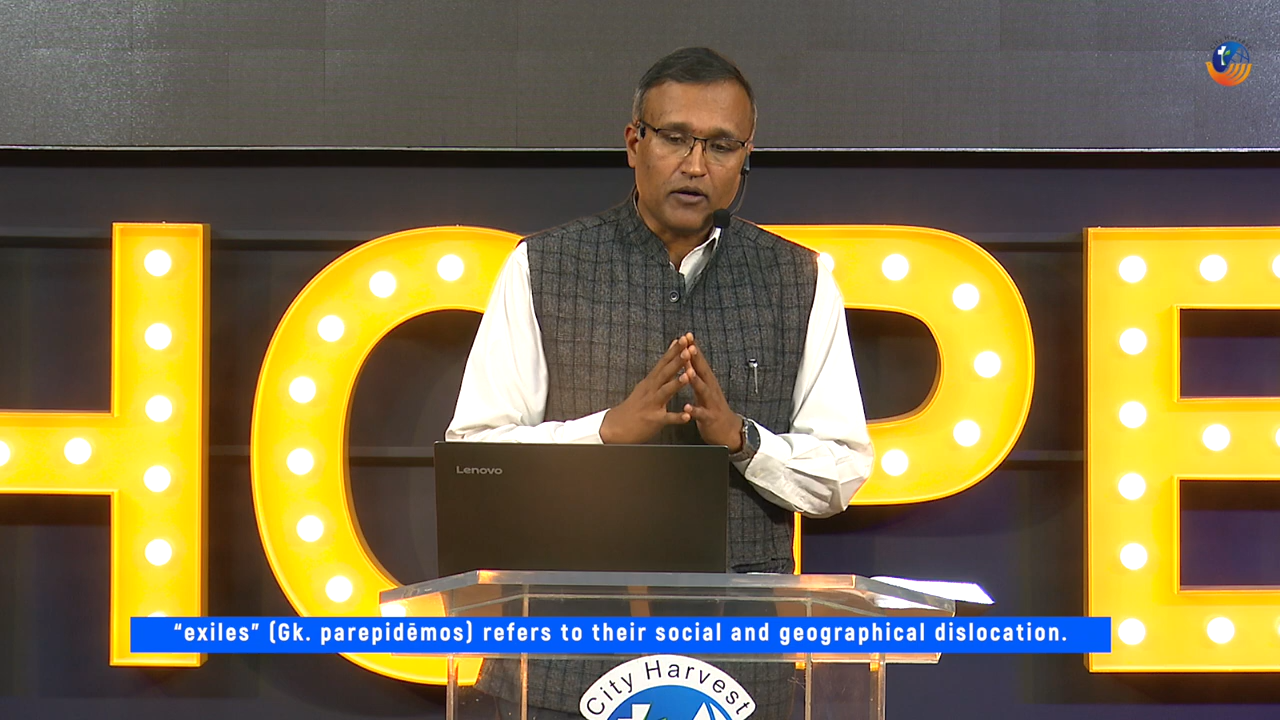 HOPE
Lenovo
“exiles” (Gk. parepidēmos) refers to their social and geographical dislocation.
City Harvest